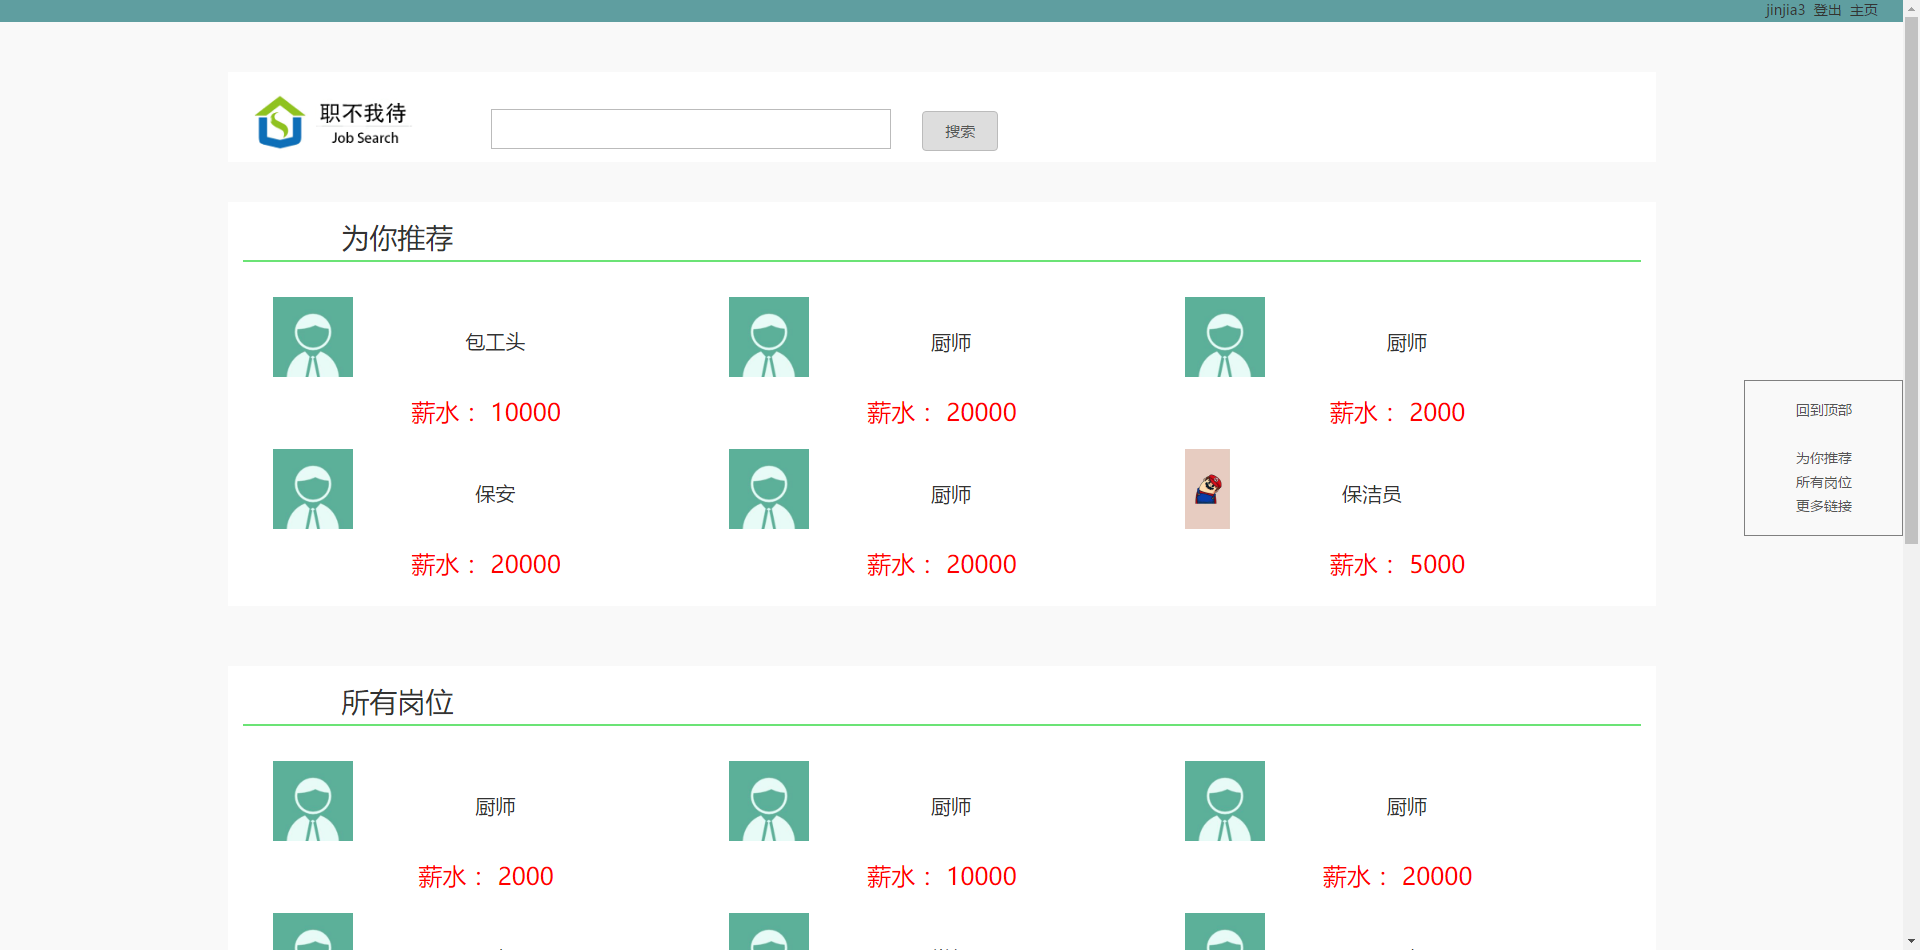 jinjia3 登出 主页
职不我待
Job Search
搜索
为你推荐
包工头 厨师 厨师
薪水： 10000 薪水： 20000 薪水： 2000
保安 厨师 保洁员
薪水： 20000 薪水： 20000 薪水： 5000
回到顶部
为你推荐
所有岗位
更多链接
所有岗位
厨师 厨师 厨师
薪水： 2000 薪水： 10000 薪水： 20000